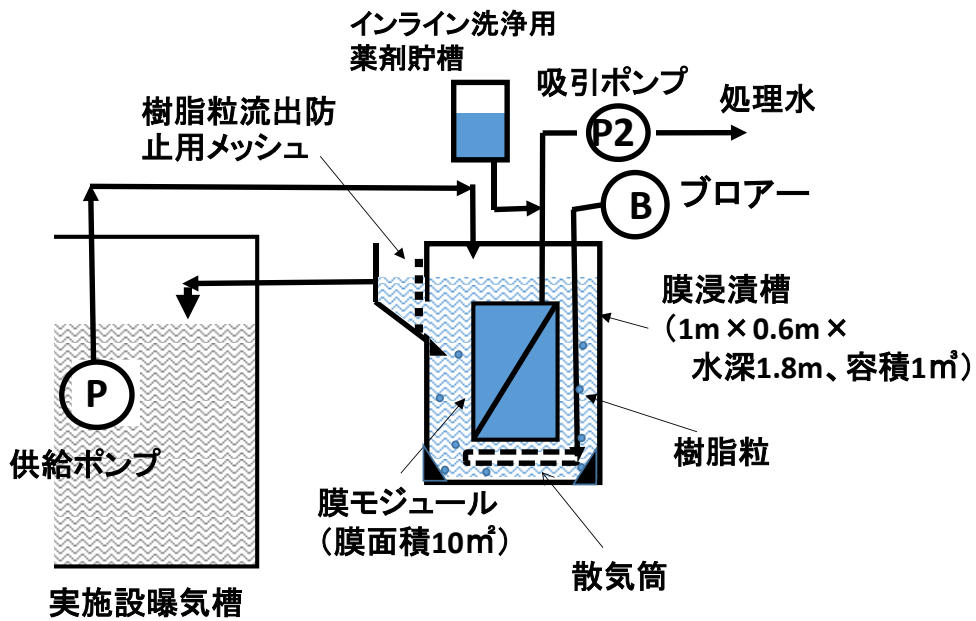 インライン洗浄用
薬剤貯槽
吸引ポンプ
処理水
樹脂粒流出防
止用メッシュ
P2
B
ブロアー
膜浸漬槽
（1m×0.6m×
水深1.8m、容積1㎥）
P
供給ポンプ
樹脂粒
膜モジュール
（膜面積10㎡）
散気筒
実施設曝気槽